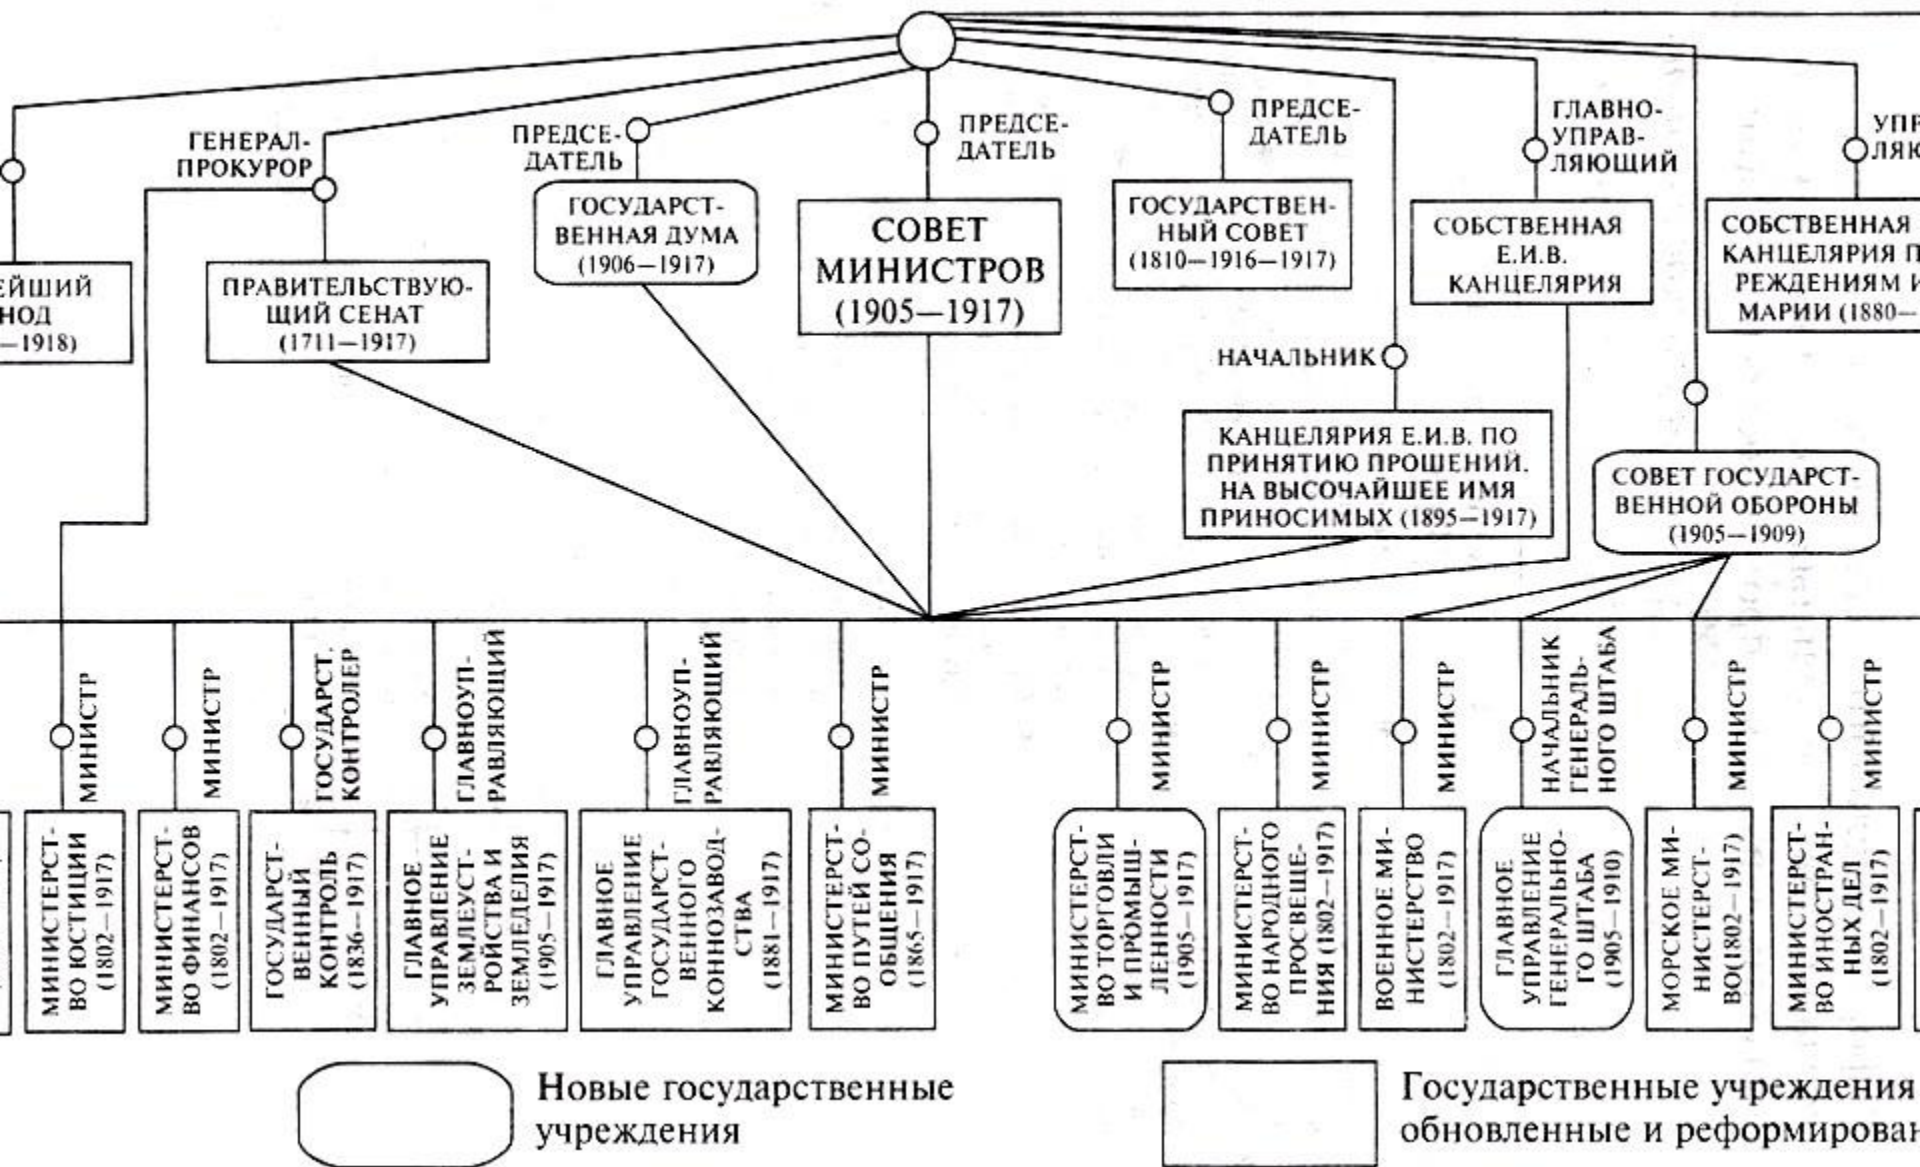 ГЕНЕРАЛ-
ПРОКУРОР
ПРЕДСЕ-
ДАТЕЛЬ
ПРЕДСЕ-
ДАТЕЛЬ
ПРЕДСЕ-
ДАТЕЛЬ
ГЛАВНО-
УПРАВ-
ЛЯЮЩИЙ
УПР
ЛЯЮ
ЕЙШИЙ
НОД
—1918)
ПРАВИТЕЛЬСТВУЮ-
ЩИЙ СЕНАТ
(1711—1917)
ГОСУДАРСТ-
ВЕННАЯ ДУМА
(1906—1917)
СОВЕТ
МИНИСТРОВ
(1905—1917)
ГОСУДАРСТВЕН-
НЫЙ СОВЕТ
(1810—1916—1917)
СОБСТВЕННАЯ
Е.И.В.
КАНЦЕЛЯРИЯ
СОБСТВЕННАЯ
КАНЦЕЛЯРИЯ П
РЕЖДЕНИЯМ И
МАРИИ (1880—
НАЧАЛЬНИК
КАНЦЕЛЯРИЯ Е.И.В. ПО
ПРИНЯТИЮ ПРОШЕНИЙ.
НА ВЫСОЧАЙШЕЕ ИМЯ
ПРИНОСИМЫХ (1895—1917)
СОВЕТ ГОСУДАРСТ-
ВЕННОЙ ОБОРОНЫ
(1905—1909)
МИНИСТР
МИНИСТР
ГОСУДАРСТ.
КОНТРОЛЕР
ГЛАВНОУП-
РАВЛЯЮЩИЙ
ГЛАВНОУП-
РАВЛЯЮЩИЙ
МИНИСТР
МИНИСТР
МИНИСТР
МИНИСТР
НАЧАЛЬНИК
ГЕНЕРАЛЬ-
НОГО ШТАБА
МИНИСТР
МИНИСТР
МИНИСТЕРСТ-
ВО ЮСТИЦИИ
(1802—1917)
МИНИСТЕРСТ-
ВО ФИНАНСОВ
(1802—1917)
ГОСУДАРСТ-
ВЕННЫЙ
КОНТРОЛЬ
(1836—1917)
ГЛАВНОЕ
УПРАВЛЕНИЕ
ЗЕМЛЕУСТ-
РОЙСТВА И
ЗЕМЛЕДЕЛИЯ
(1905—1917)
ГЛАВНОЕ
УПРАВЛЕНИЕ
ГОСУДАРСТ-
ВЕННОГО
КОННОЗАВОД-
СТВА
(1881—1917)
МИНИСТЕРСТ-
ВО ПУТЕЙ СО-
ОБЩЕНИЯ
(1865—1917)
МИНИСТЕРСТ-
ВО ТОРГОВЛИ
И ПРОМЫШ-
ЛЕННОСТИ
(1905—1917)
МИНИСТЕРСТ-
ВО НАРОДНОГО
ПРОСВЕЩЕ-
НИЯ (1802—1917)
ВОЕННОЕ МИ-
НИСТЕРСТВО
(1802—1917)
ГЛАВНОЕ
УПРАВЛЕНИЕ
ГЕНЕРАЛЬНО-
ГО ШТАБА
(1905—1910)
МОРСКОЕ МИ-
НИСТЕРСТ-
ВО(1802—1917)
МИНИСТЕРСТ-
ВО ИНОСТРАН-
НЫХ ДЕЛ
(1802—1917)
Новые государственные
учреждения
Государственные учреждения
обновленные и реформирован